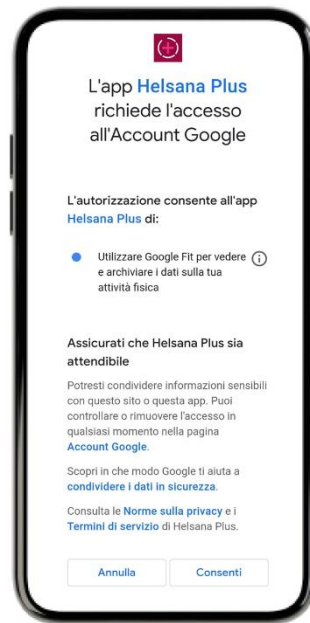 L'app Helsana Plus
richiede l'accesso
all'Account Google
L'autorizzazione consente all'app
Helsana Plus di:
Utilizzare Google Fit per vedere
e archiviare i dati sulla tua
attività fisica
Assicurati che Helsana Plus sia
attendibile
Potresti condividere informazioni sensibili
con questo sito o questa app. Puoi
controllare o rimuovere l'accesso in
qualsiasi momento nella pagina
Account Google.
Scopri in che modo Google ti aiuta a
condividere i dati in sicurezza.
Consulta le Norme sulla privacy e i
Termini di servizio di Helsana Plus.
Annulla Consenti